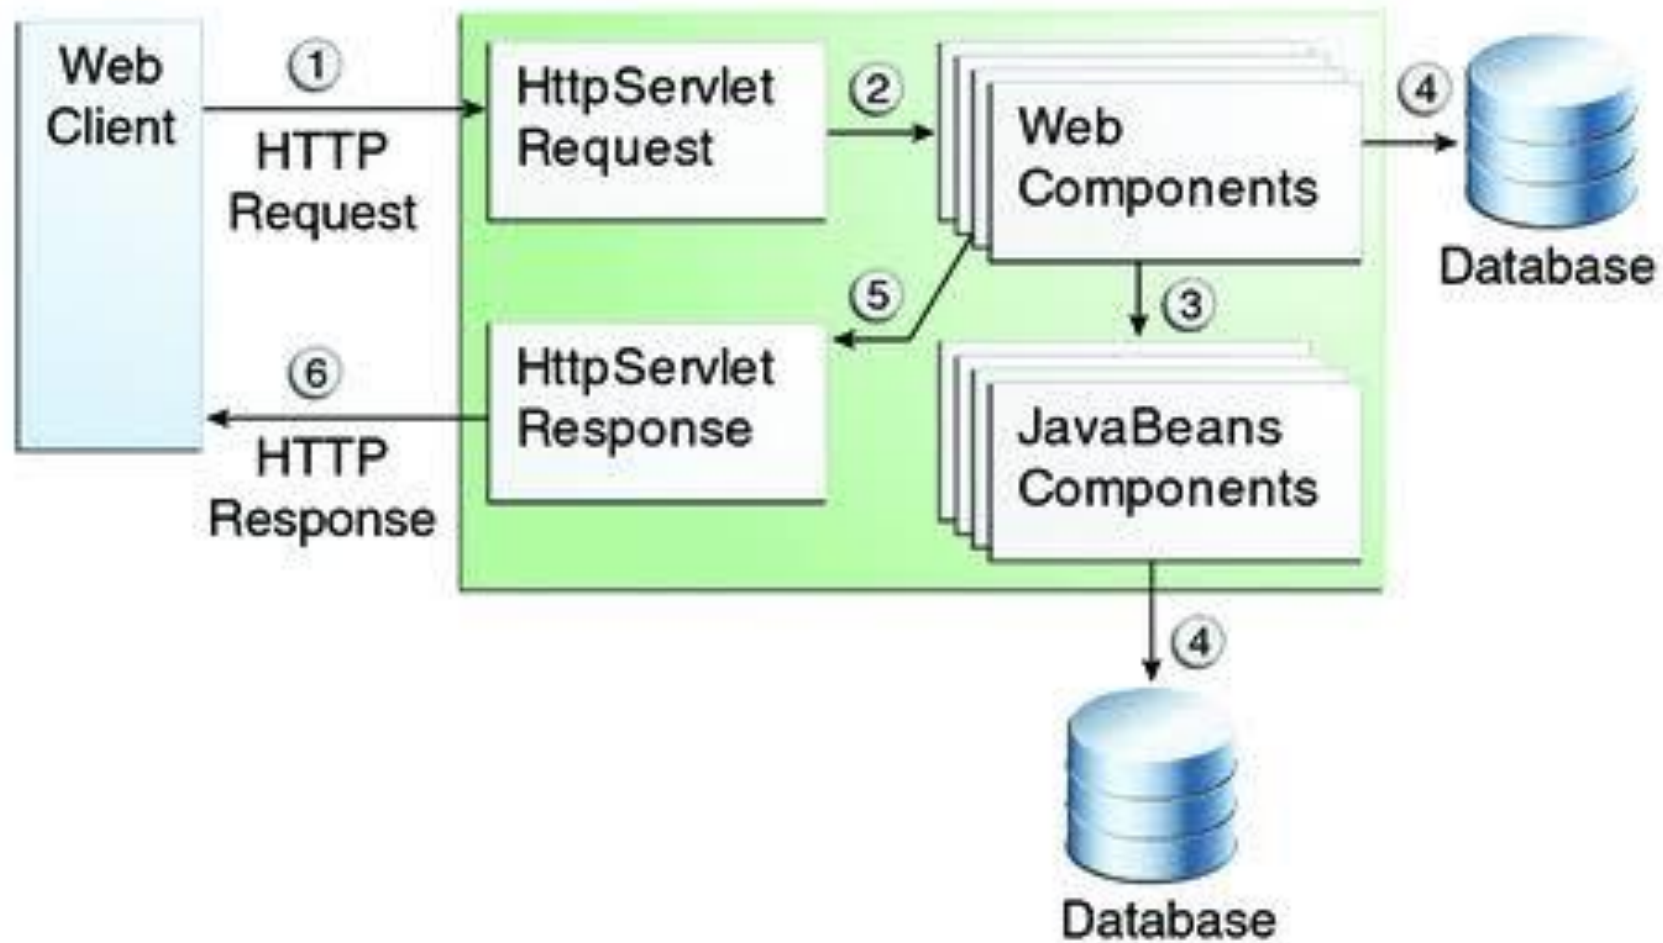 Web
Client
1
HTTP
Request
HttpServlet
Request
2
Web
Components
4
Database
3
5
HttpServlet
Response
6
HTTP
Response
JavaBeans
Components
4
Database